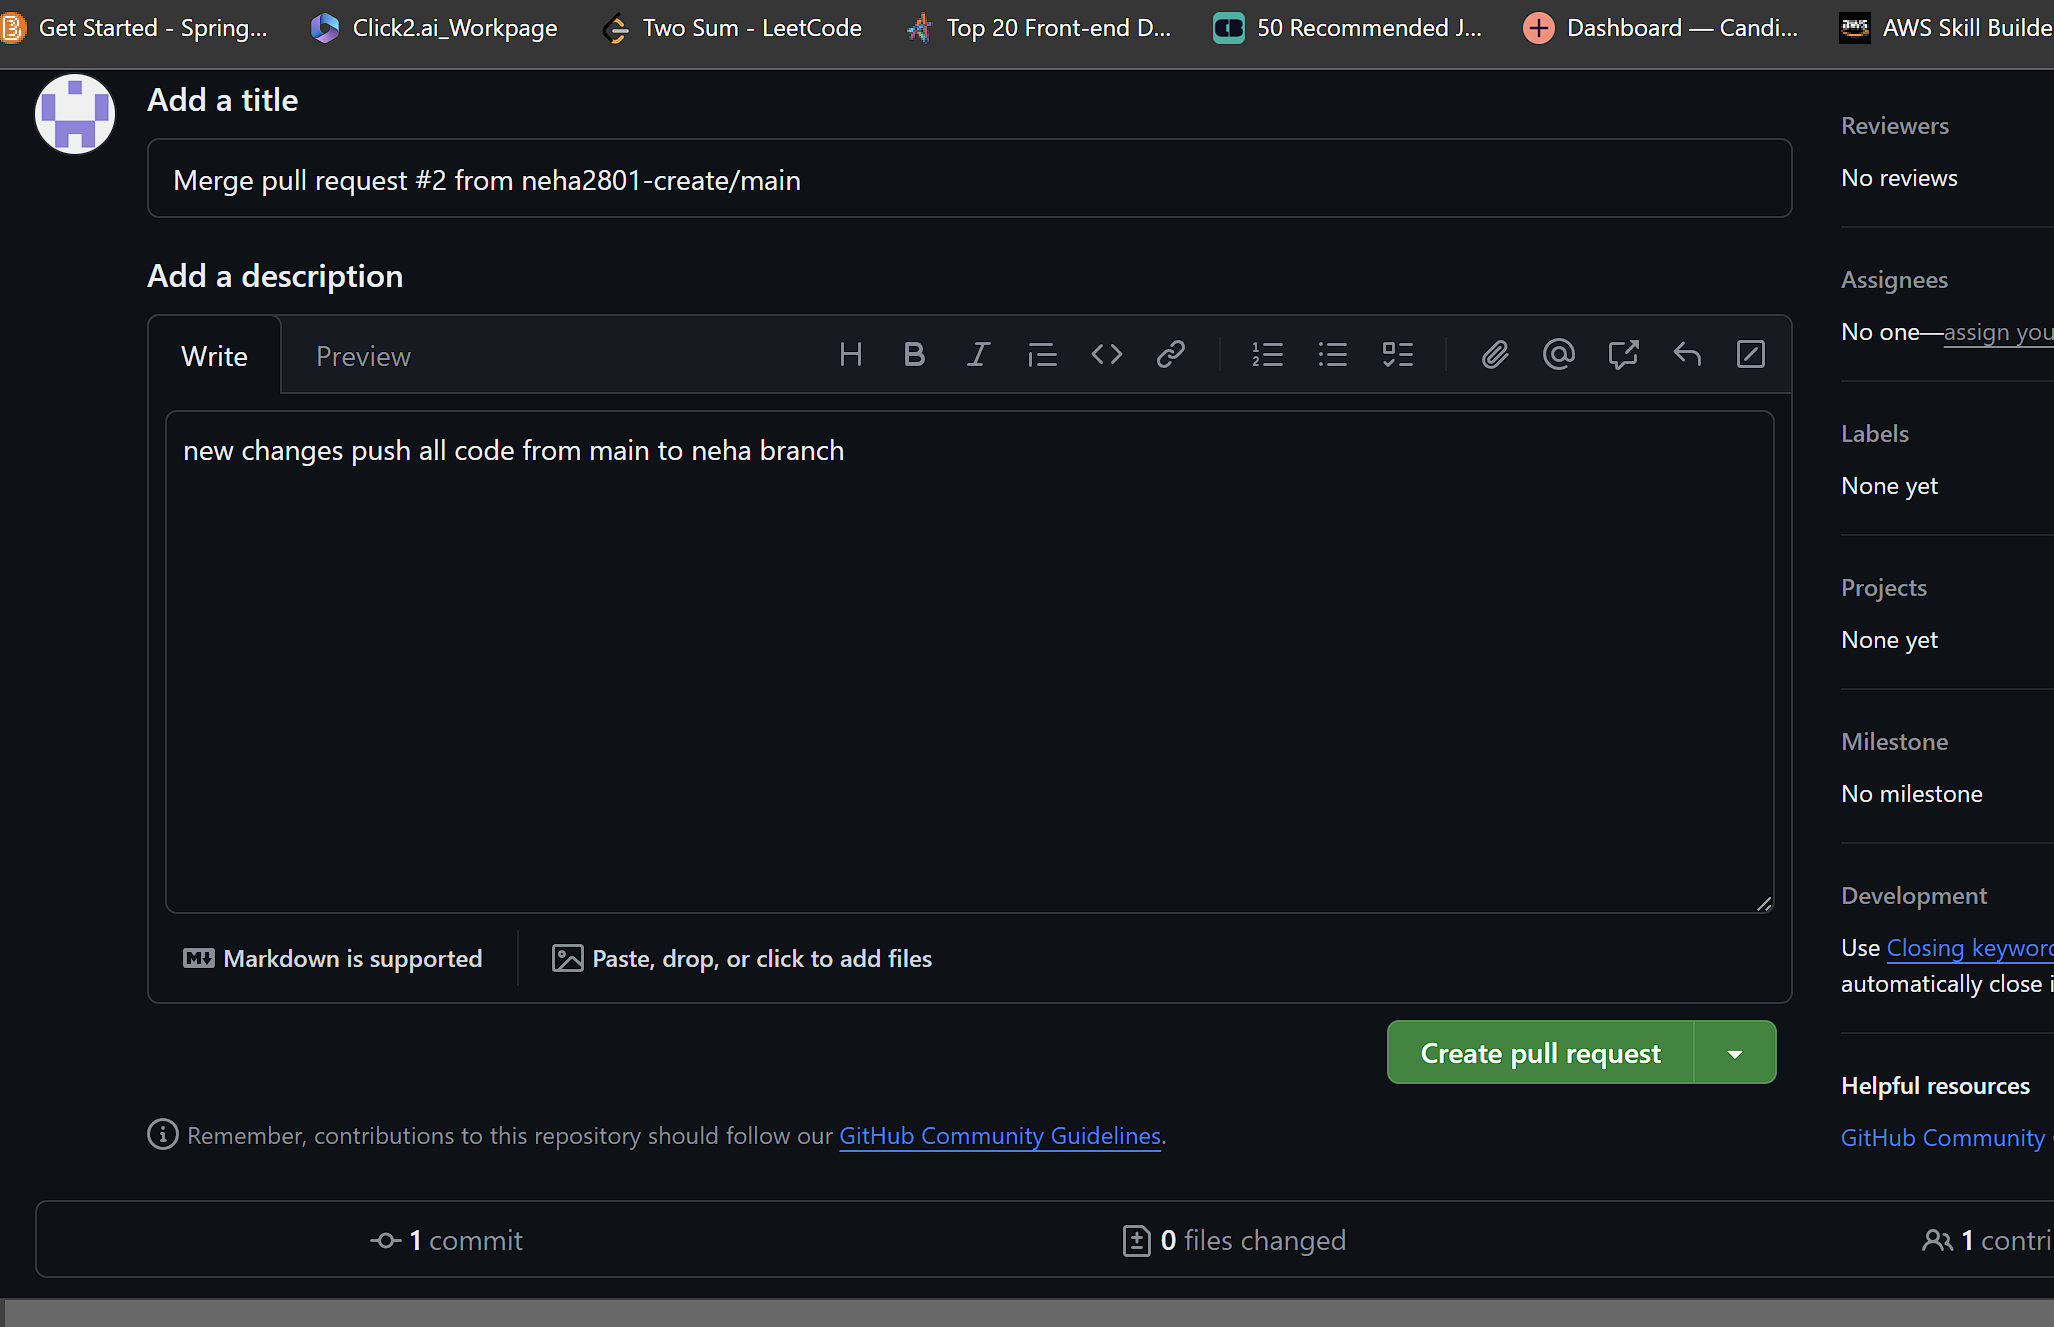 Get Started - Spring...
Click2.ai_Workpage
Two Sum - LeetCode
Top 20 Front-end D...
50 Recommended J...
Dashboard — Candi...
AWS Skill Builde
Add a title
Merge pull request #2 from neha2801-create/main
Add a description
Write
Preview
new changes push all code from main to neha branch
Markdown is supported
Paste, drop, or click to add files
Create pull request
Remember, contributions to this repository should follow our GitHub Community Guidelines.
Reviewers
No reviews
Assignees
No one—assign you
Labels
None yet
Projects
None yet
Milestone
No milestone
Development
Use Closing keyword
automatically close i
Helpful resources
GitHub Community
1 commit
0 files changed
1 contri